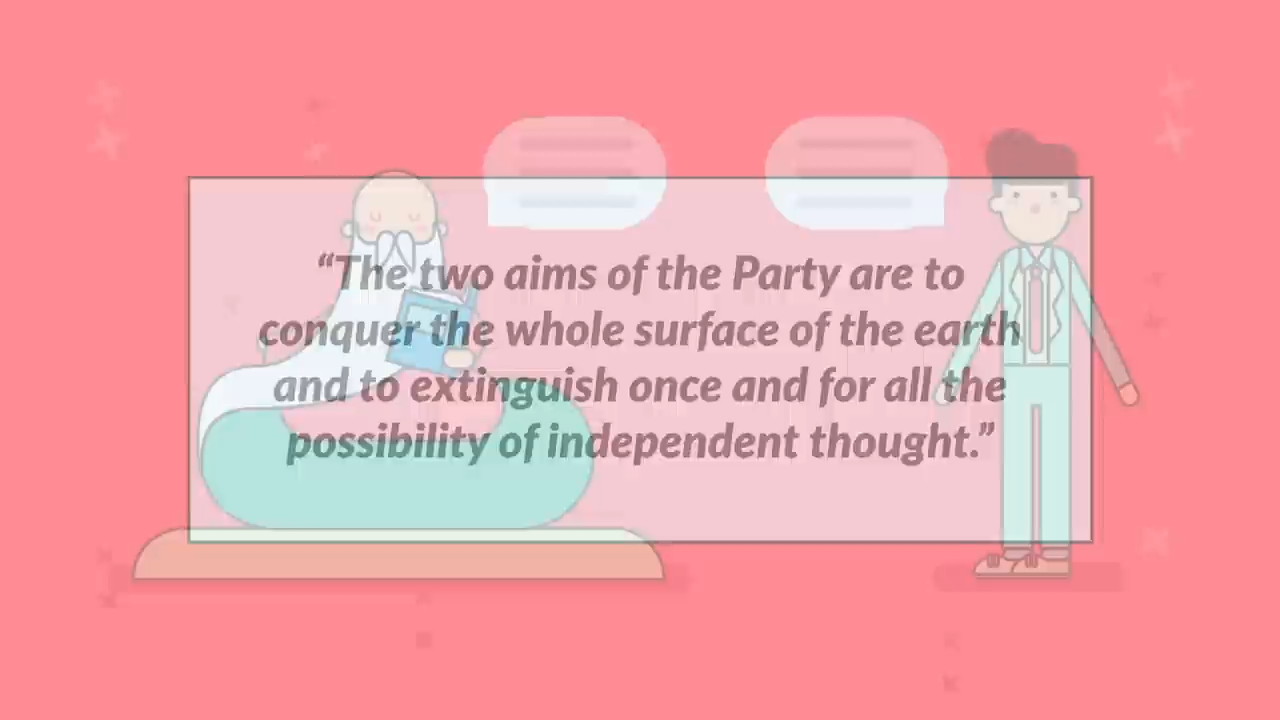 “The two aims of the Party are to
conquer the whole surface of the earth
and to extinguish once and for all the
possibility of independent thought.”